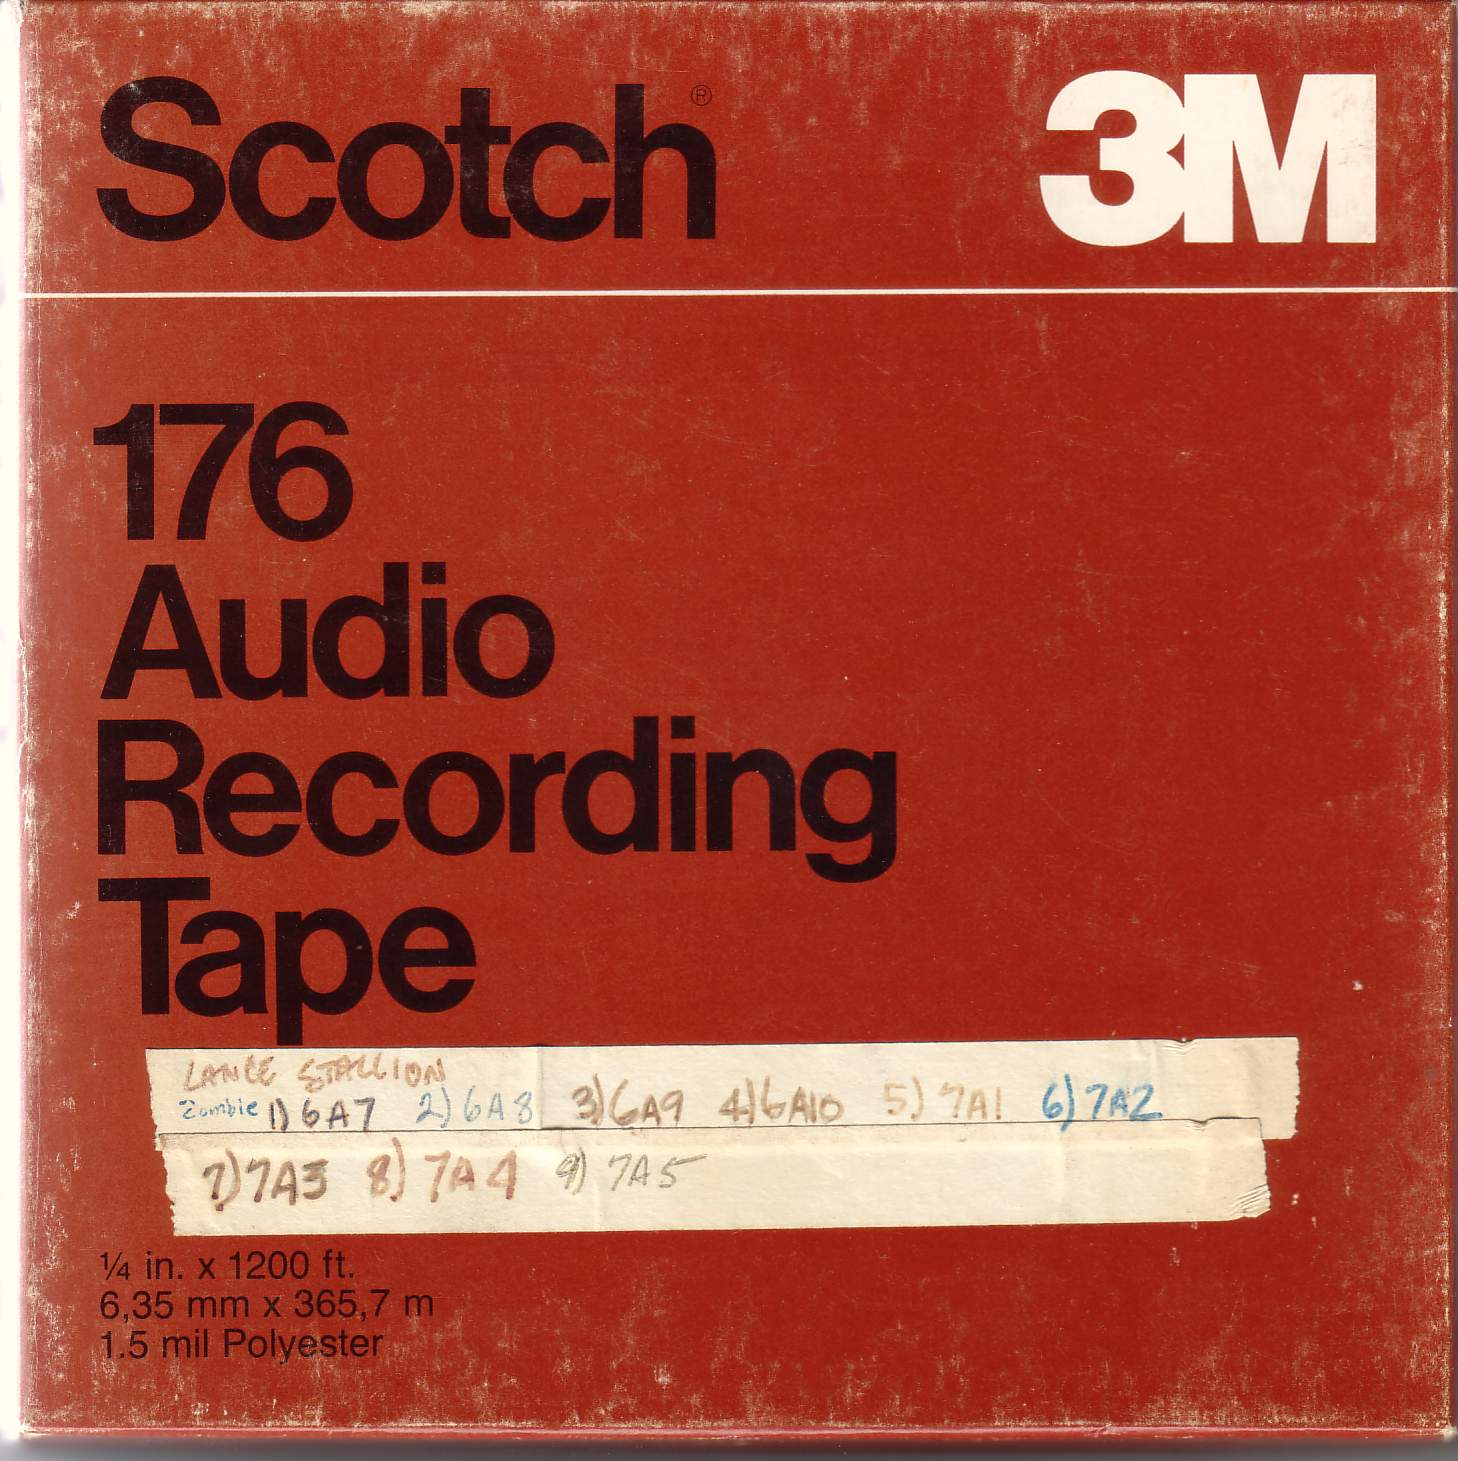 Scotch® 3M
176
Audio
Recording
Tape
LANCE STALLION
Zombie 1) 6A7 2) 6A8 3) 6A9 4) 6A10 5) 7A1 6) 7A2
7) 7A3 8) 7A4 9) 7A5
¼ in. x 1200 ft.
6,35 mm x 365,7 m
1.5 mil Polyester